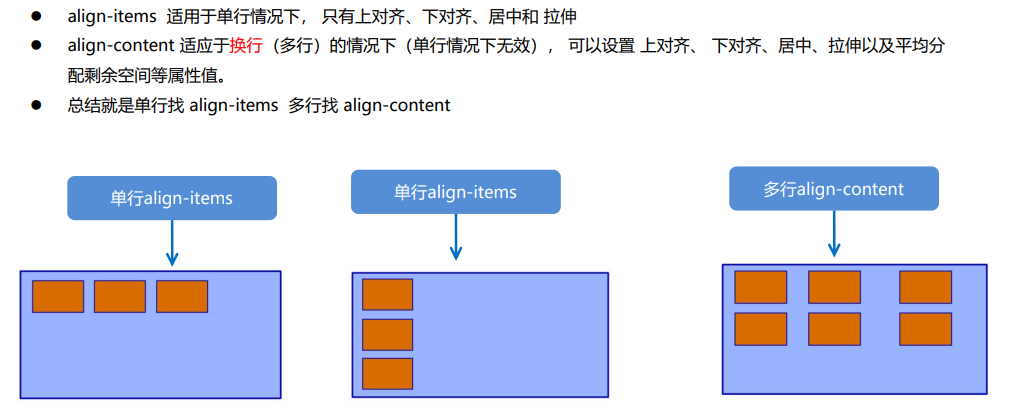 ● align-items 适用于单行情况下， 只有上对齐、下对齐、居中和 拉伸
● align-content 适应于换行（多行）的情况下（单行情况下无效）， 可以设置 上对齐、 下对齐、居中、拉伸以及平均分
配剩余空间等属性值。
● 总结就是单行找 align-items 多行找 align-content
单行align-items
单行align-items
多行align-content